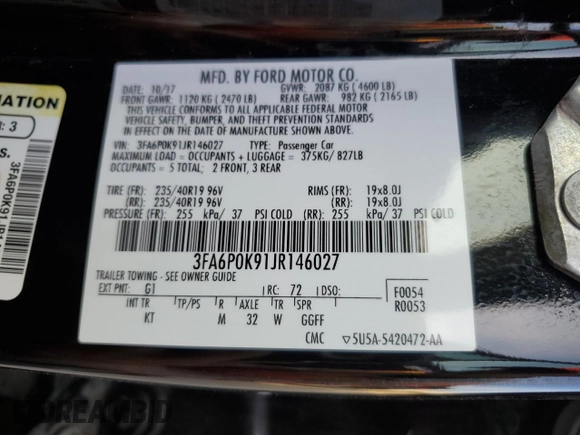 MFD. BY FORD MOTOR CO.
DATE: 10/17 GVWR: 2087 KG ( 4600 LB)
FRONT GAWR: 1120 KG ( 2470 LB) REAR GAWR: 982 KG ( 2165 LB)
THIS VEHICLE CONFORMS TO ALL APPLICABLE FEDERAL MOTOR
VEHICLE SAFETY, BUMPER, AND THEFT PREVENTION STANDARDS
IN EFFECT ON THE DATE OF MANUFACTURE SHOWN ABOVE.
VIN: 3FA6P0K91JR146027 TYPE: Passenger Car
MAXIMUM LOAD = OCCUPANTS + LUGGAGE = 375KG/ 827LB
OCCUPANTS = 5 TOTAL; 2 FRONT, 3 REAR
TIRE (FR): 235/40R19 96V RIMS (FR): 19x8.0J
(RR): 235/40R19 96V (RR): 19x8.0J
PRESSURE (FR): 255 kPa/ 37 PSI COLD (RR): 255 kPa/ 37 PSI COLD
3FA6P0K91JR146027
TRAILER TOWING - SEE OWNER GUIDE
EXT PNT: G1 RC: 72 DSO: F0054
R0053
INT TR TP/PS R AXLE TR SPR
KT M 32 W GGFF
CMC 5U5A-5420472-AA
MATION
: 3
s.